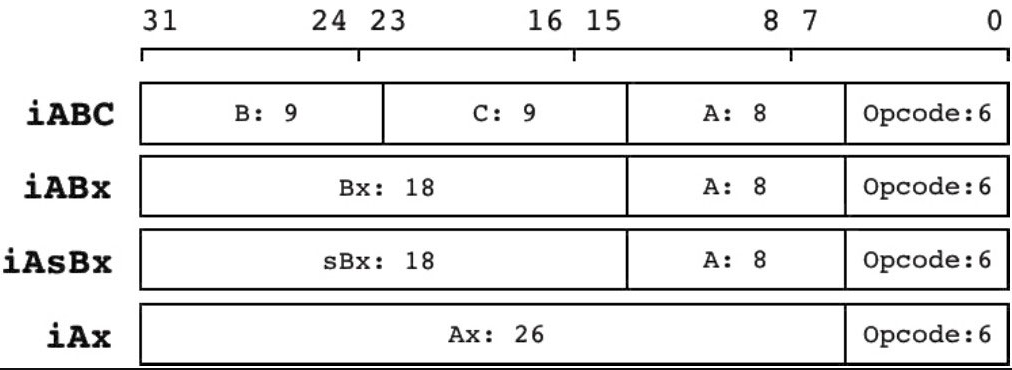 31 24 23 16 15 8 7 0
iABC B: 9 C: 9 A: 8 Opcode:6
iABx Bx: 18 A: 8 Opcode:6
iAsBx sBx: 18 A: 8 Opcode:6
iAx Ax: 26 Opcode:6